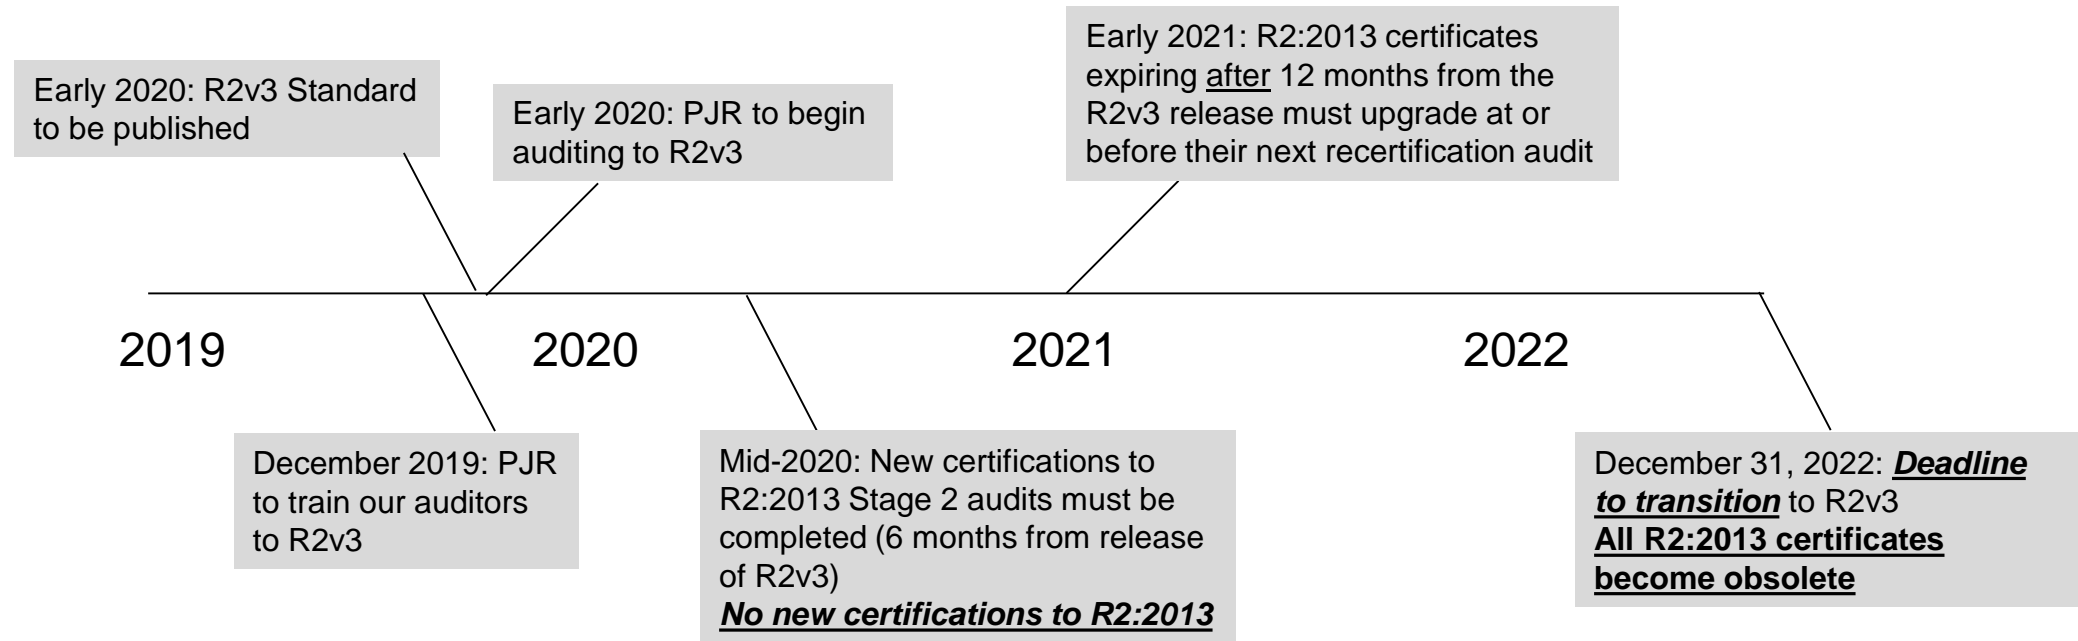 Early 2020: R2v3 Standard
to be published
Early 2020: PJR to begin
auditing to R2v3
Early 2021: R2:2013 certificates
expiring after 12 months from the
R2v3 release must upgrade at or
before their next recertification audit
2019
2020
2021
2022
December 2019: PJR
to train our auditors
to R2v3
Mid-2020: New certifications to
R2:2013 Stage 2 audits must be
completed (6 months from release
of R2v3)
No new certifications to R2:2013
December 31, 2022: Deadline
to transition to R2v3
All R2:2013 certificates
become obsolete